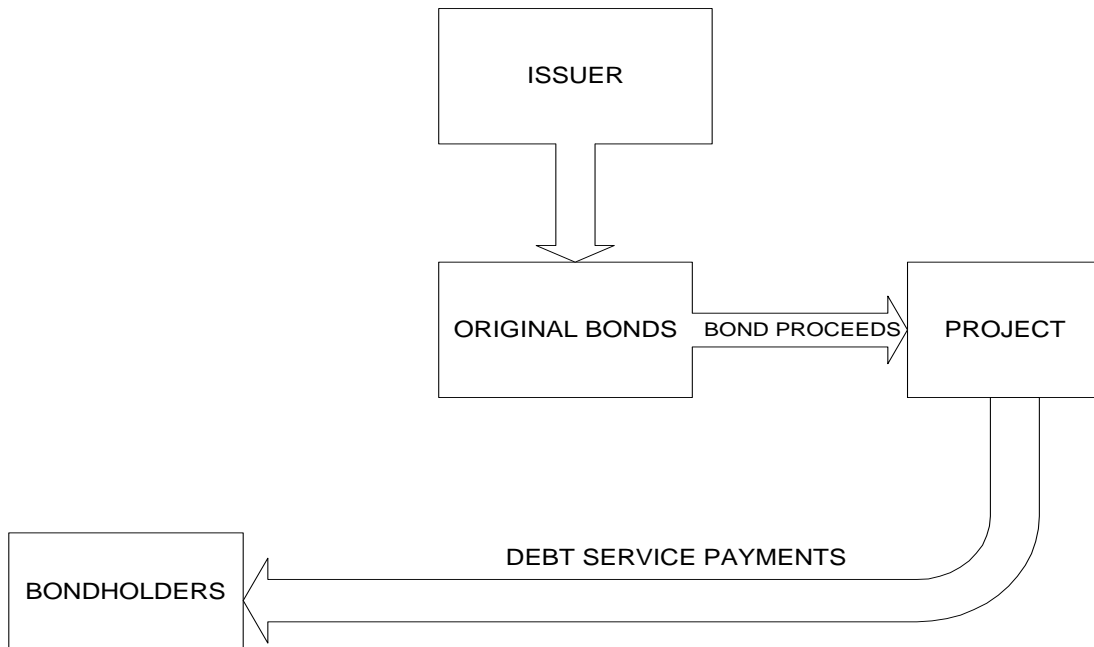 ISSUER
ORIGINAL BONDS
BOND PROCEEDS
PROJECT
DEBT SERVICE PAYMENTS
BONDHOLDERS